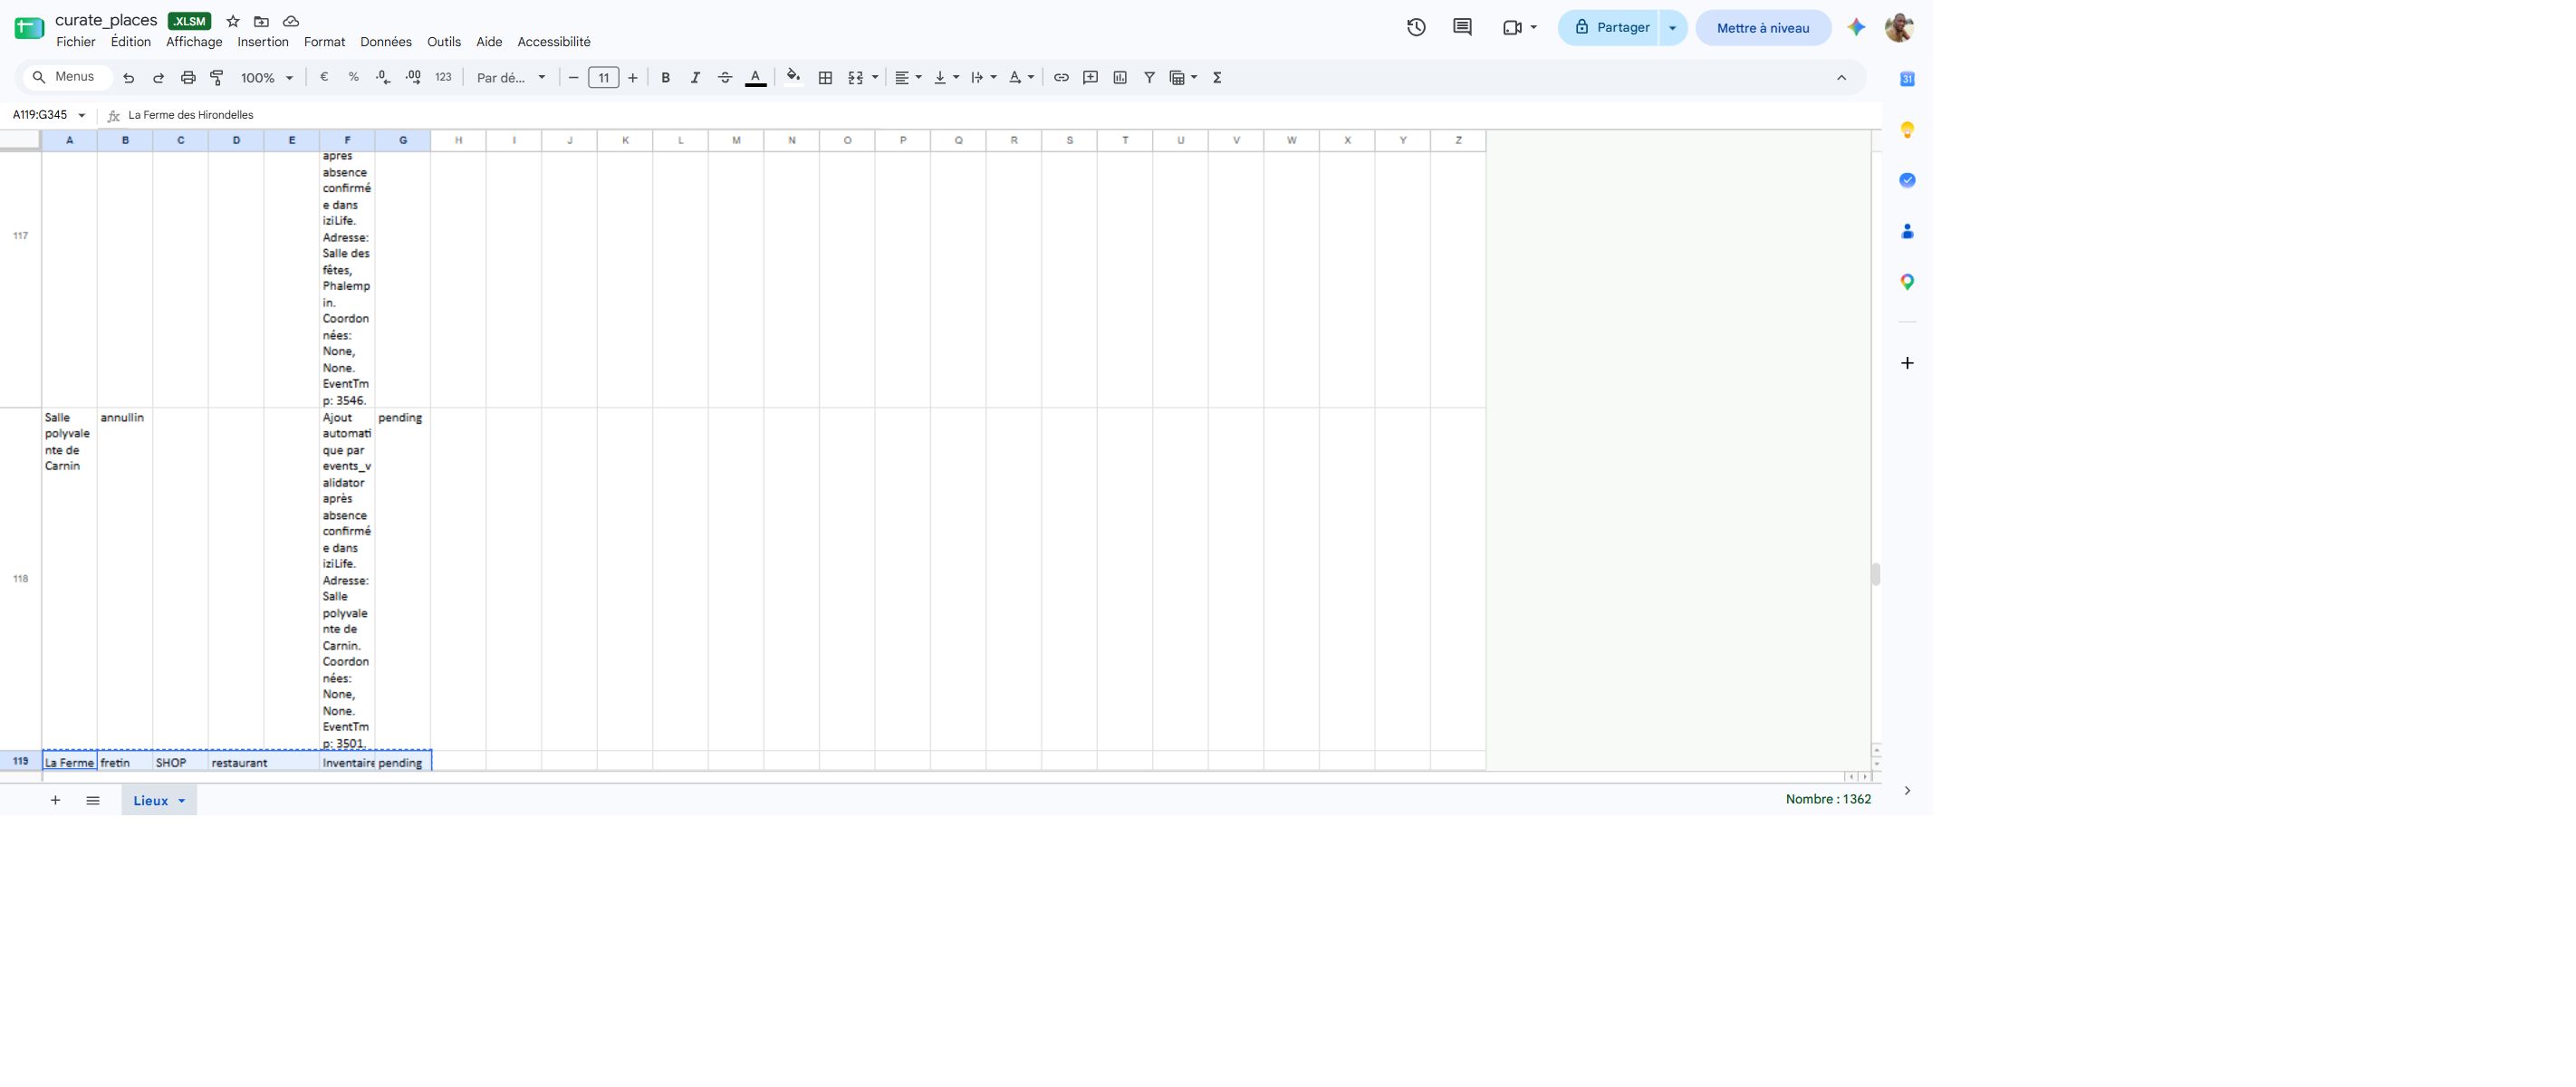 curate_places .XLSM
Fichier Édition Affichage Insertion Format Données Outils Aide Accessibilité
Partager
Mettre à niveau
Menus
100%
€ % .0 .00 123
Par dé...
11
B I A
A119:G345
fx La Ferme des Hirondelles
A B C D E F G H I J K L M N O P Q R S T U V W X Y Z
117
après
absence
confirmé
e dans
iziLife.
Adresse:
Salle des
fêtes,
Phalemp
in.
Coordon
nées:
None,
None.
EventTm
p: 3546.
118
Salle
polyvale
nte de
Carnin
annullin
Ajout
automati
que par
events_v
alidator
après
absence
confirmé
e dans
iziLife.
Adresse:
Salle
polyvale
nte de
Carnin.
Coordon
nées:
None,
None.
EventTm
p: 3501.
pending
119 La Ferme fretin SHOP restaurant Inventaire pending
Lieux
Nombre : 1362
31